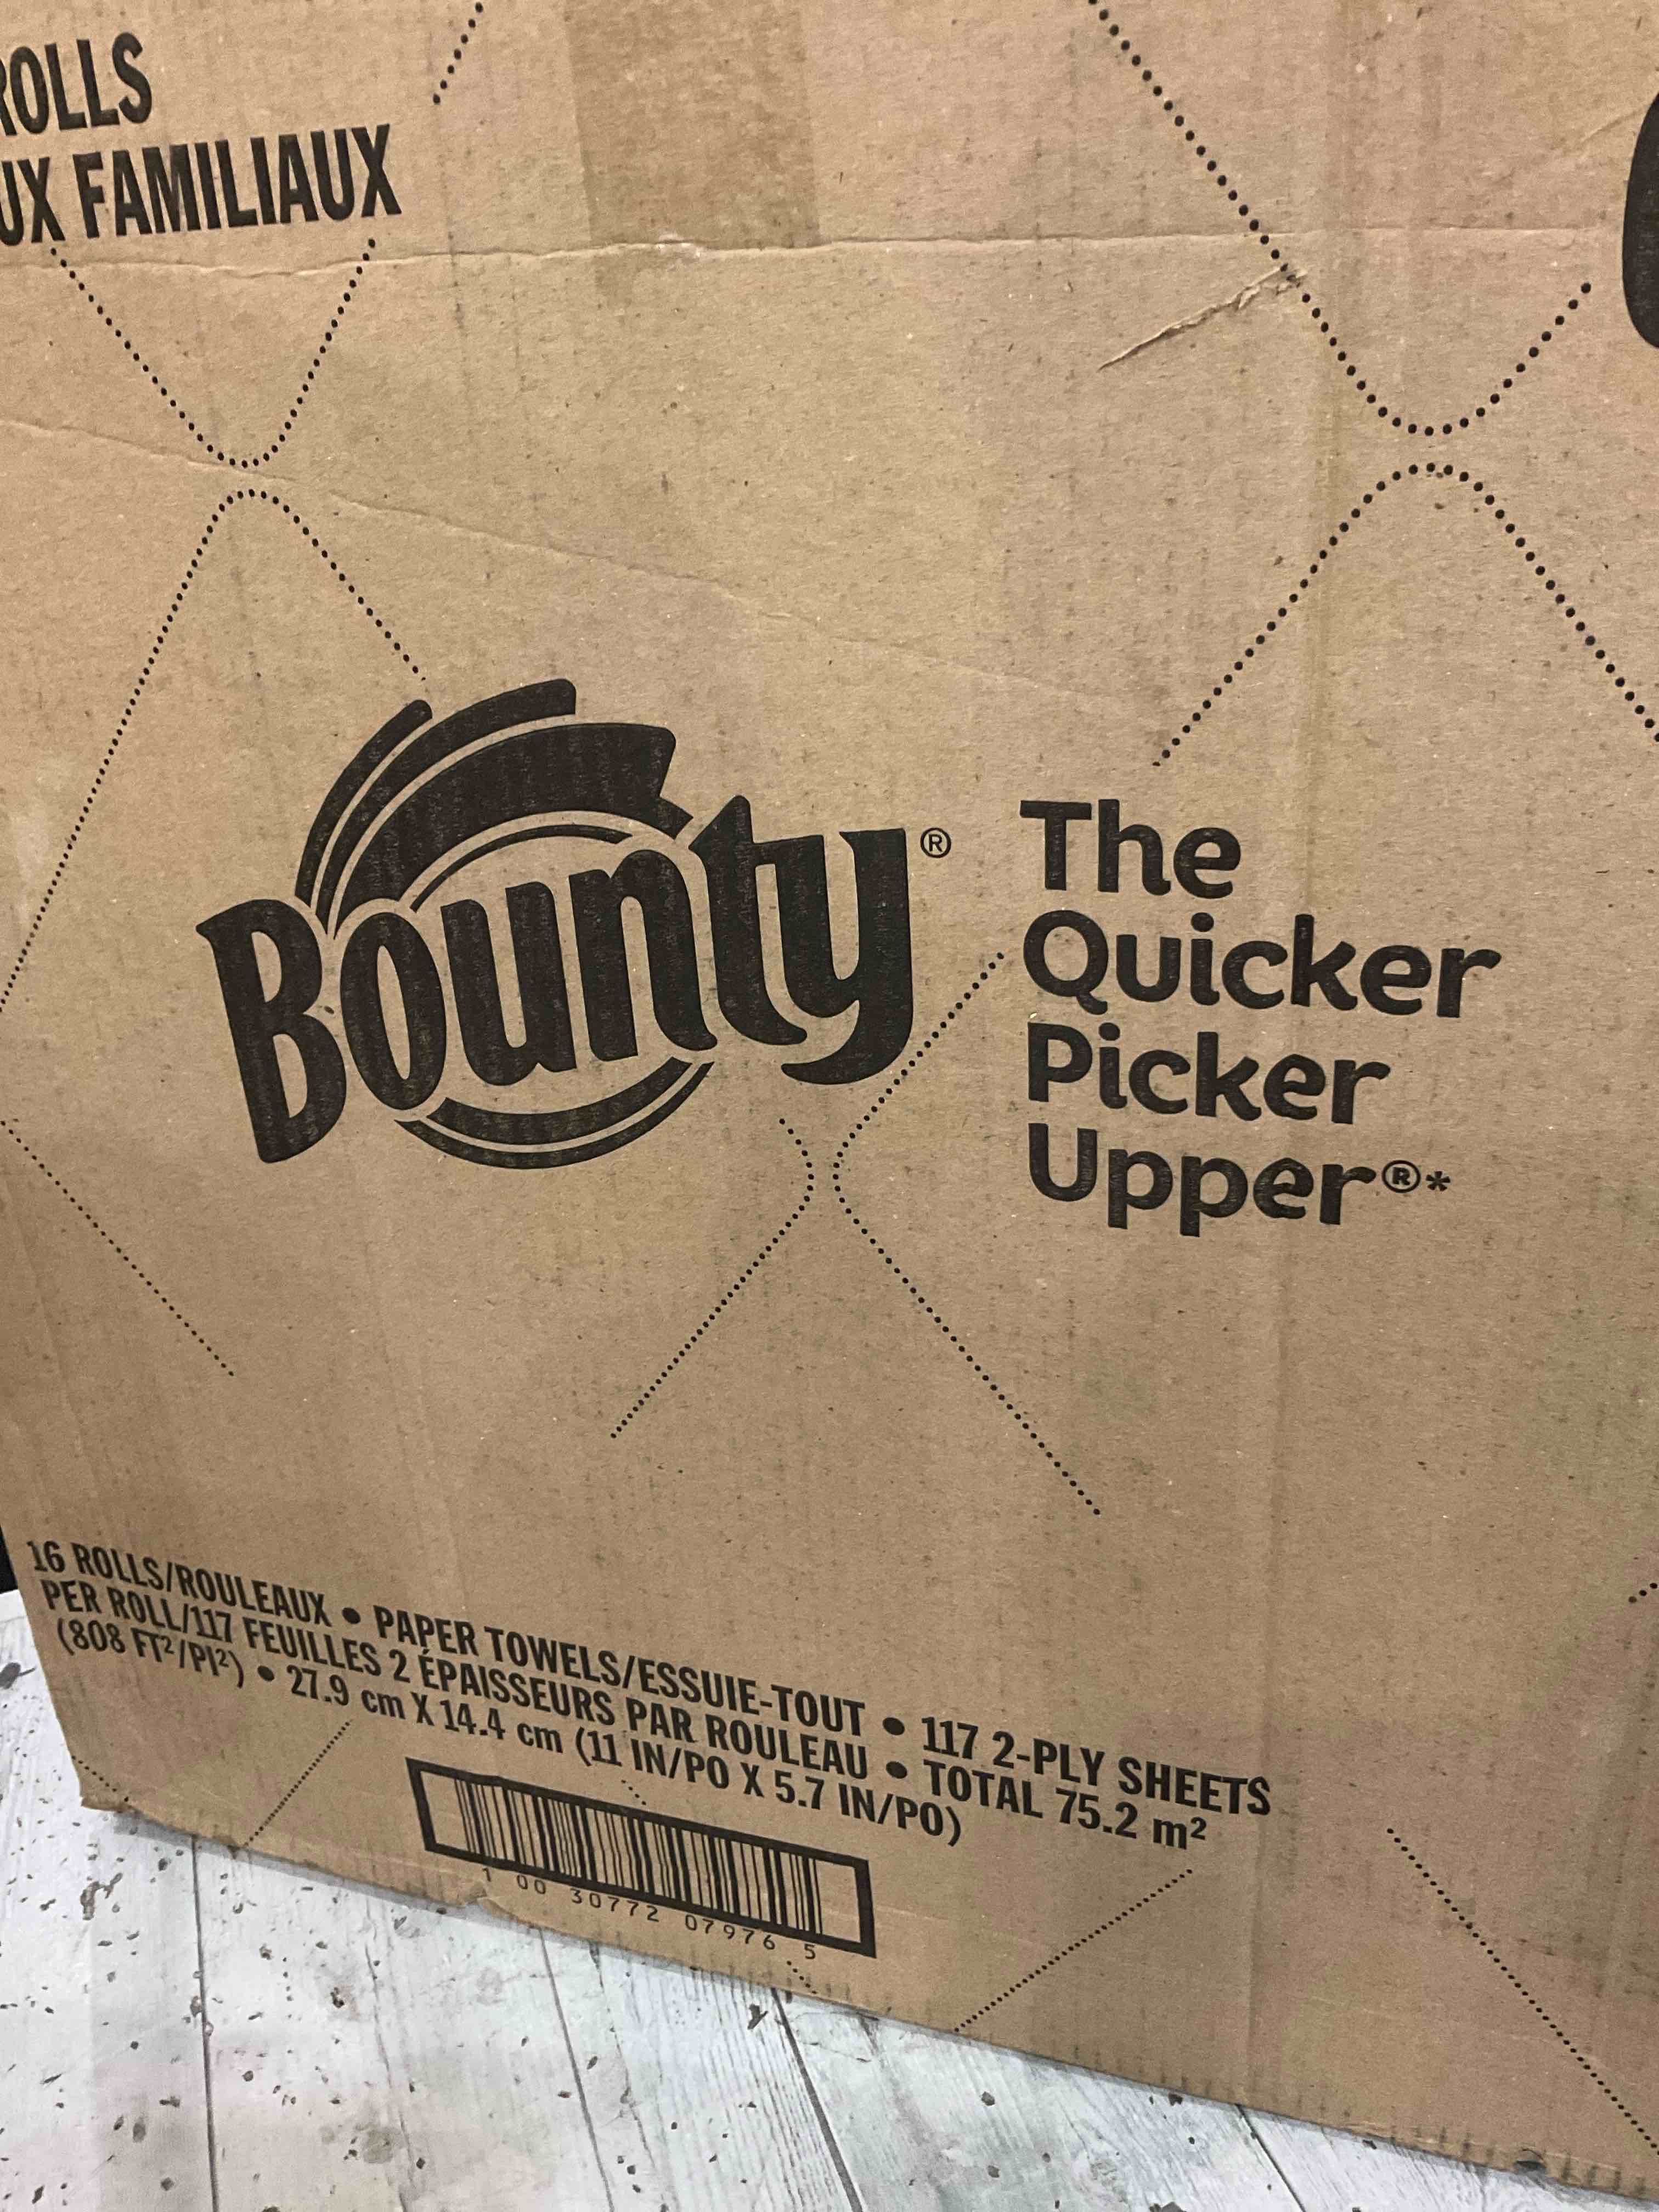 ROLLS
UX FAMILIAUX
Bounty®
The
Quicker
Picker
Upper®*
16 ROLLS/ROULEAUX • PAPER TOWELS/ESSUIE-TOUT • 117 2-PLY SHEETS
PER ROLL/117 FEUILLES 2 ÉPAISSEURS PAR ROULEAU • TOTAL 75.2 m²
(808 FT²/PI²) • 27.9 cm X 14.4 cm (11 IN/PO X 5.7 IN/PO)
1 00 30772 07976 5